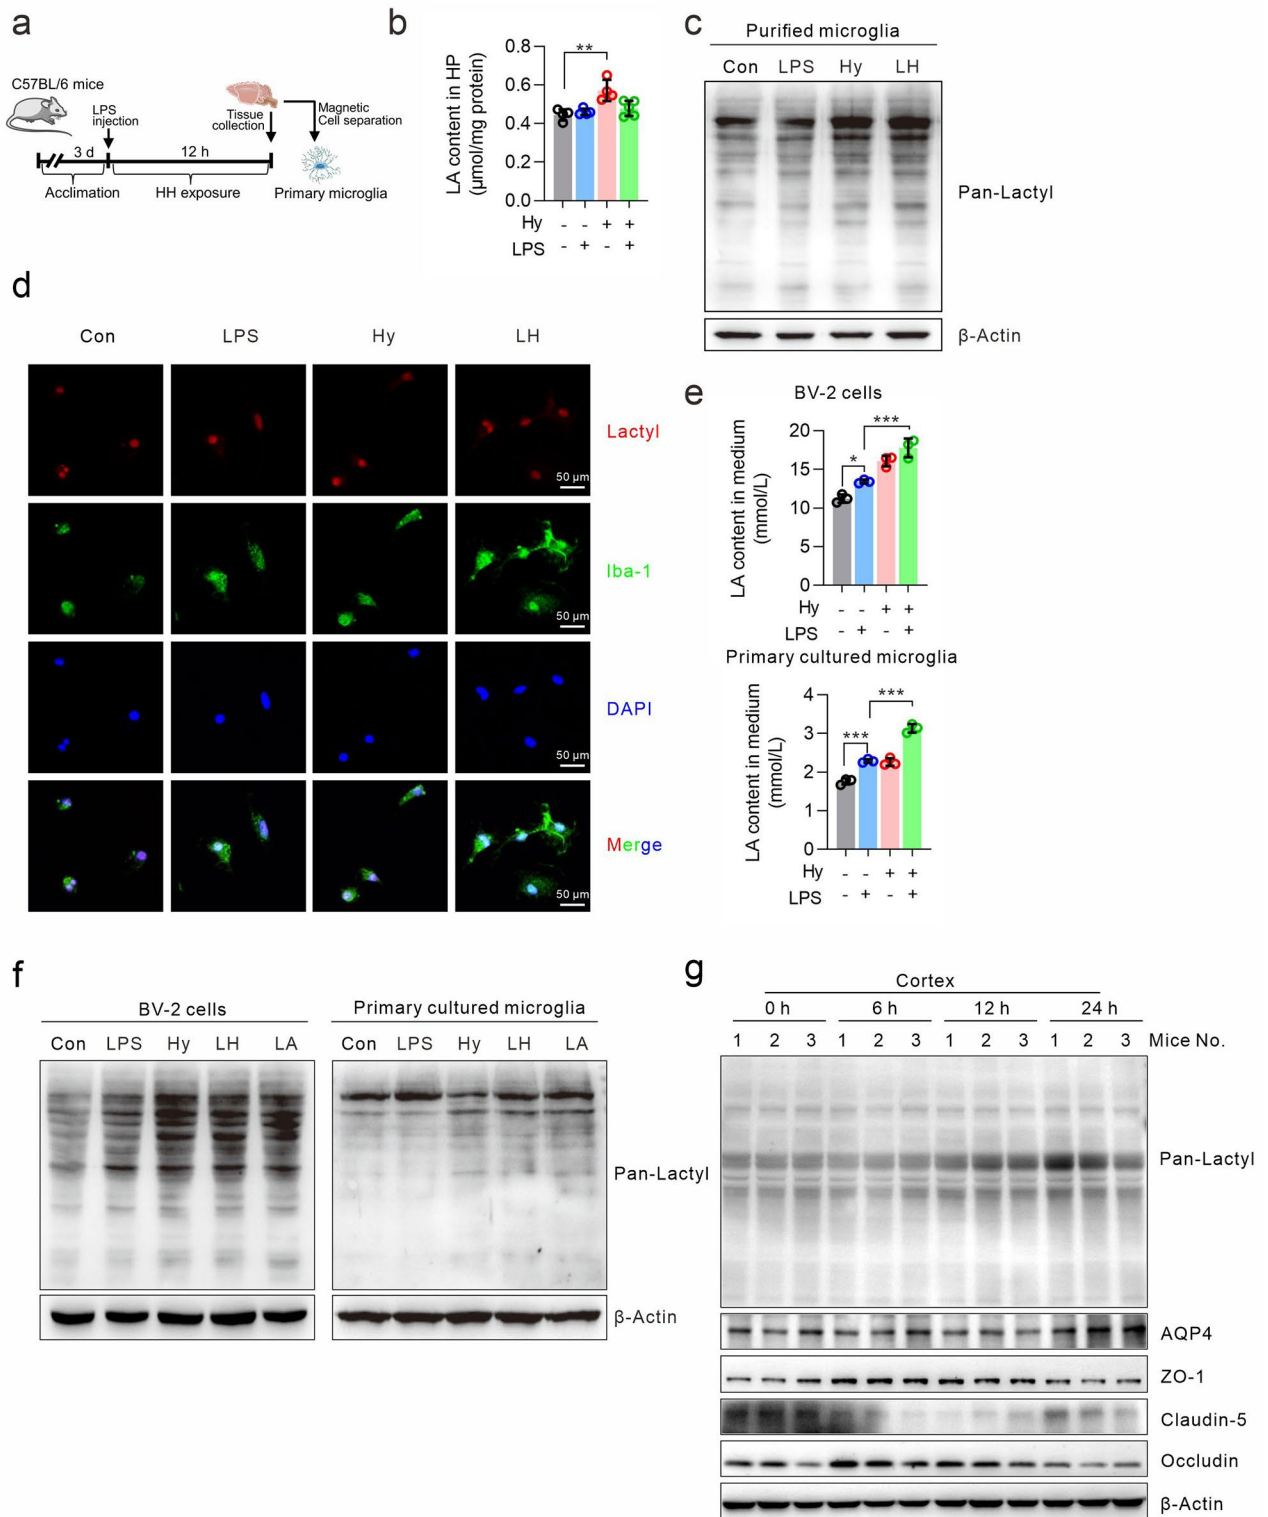 a
C57BL/6 mice
LPS
injection
Tissue
collection
Magnetic
Cell separation
3 d
12 h
Acclimation
HH exposure
Primary microglia
b
LA content in HP
(μmol/mg protein)
0.8
0.6
0.4
0.2
0.0
**
Hy - - + +
LPS - + - +
c
Purified microglia
Con LPS Hy LH
Pan-Lactyl
β-Actin
d
Con LPS Hy LH
Lactyl
50 μm
Iba-1
50 μm
DAPI
50 μm
Merge
50 μm
e
BV-2 cells
LA content in medium
(mmol/L)
20
15
10
5
0
*
***
Hy - - + +
LPS - + - +
Primary cultured microglia
LA content in medium
(mmol/L)
4
3
2
1
0
***
***
Hy - - + +
LPS - + - +
f
BV-2 cells
Con LPS Hy LH LA
Primary cultured microglia
Con LPS Hy LH LA
Pan-Lactyl
β-Actin
g
Cortex
0 h 6 h 12 h 24 h
1 2 3 1 2 3 1 2 3 1 2 3 Mice No.
Pan-Lactyl
AQP4
ZO-1
Claudin-5
Occludin
β-Actin